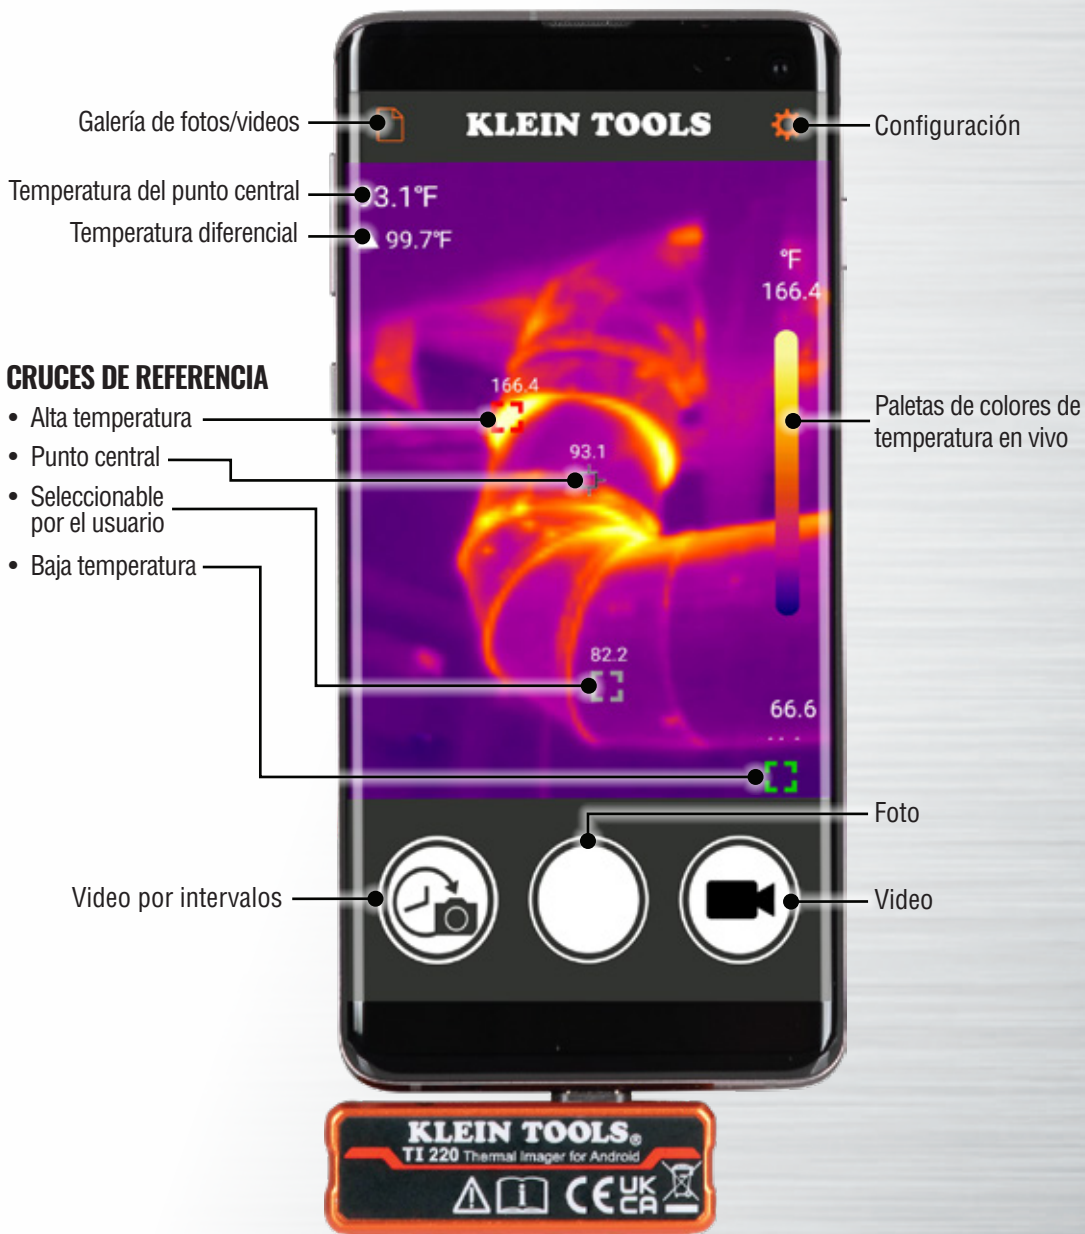 KLEIN TOOLS
Galería de fotos/videos
Configuración
Temperatura del punto central
3.1°F
Temperatura diferencial
99.7°F
°F
166.4
CRUCES DE REFERENCIA
• Alta temperatura
• Punto central
• Seleccionable
por el usuario
• Baja temperatura
166.4
93.1
Paletas de colores de
temperatura en vivo
82.2
66.6
Foto
Video por intervalos
Video
KLEIN TOOLS®
TI 220 Thermal Imager for Android
i
CE
UK
CA